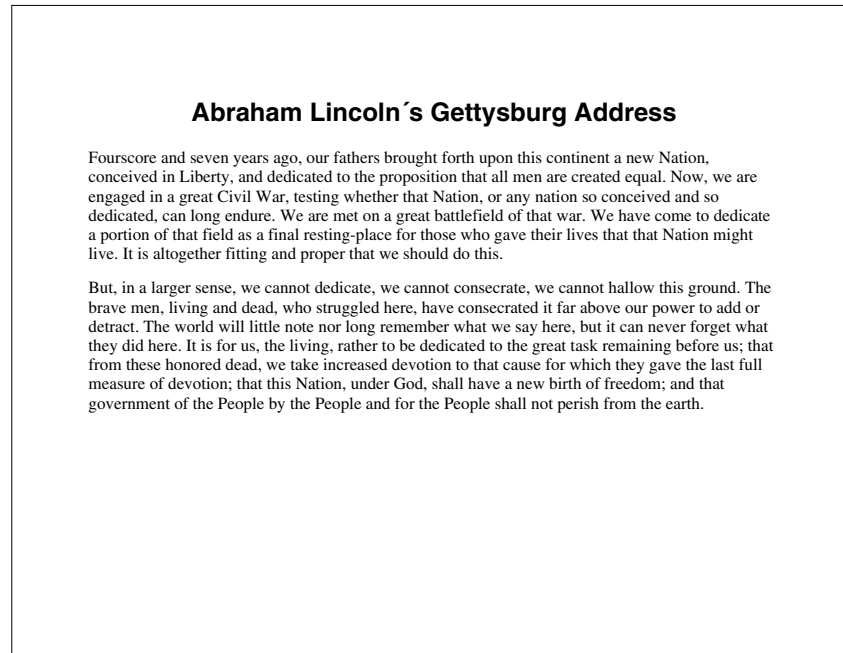 Abraham Lincoln´s Gettysburg Address
Fourscore and seven years ago, our fathers brought forth upon this continent a new Nation,
conceived in Liberty, and dedicated to the proposition that all men are created equal. Now, we are
engaged in a great Civil War, testing whether that Nation, or any nation so conceived and so
dedicated, can long endure. We are met on a great battlefield of that war. We have come to dedicate
a portion of that field as a final resting-place for those who gave their lives that that Nation might
live. It is altogether fitting and proper that we should do this.
But, in a larger sense, we cannot dedicate, we cannot consecrate, we cannot hallow this ground. The
brave men, living and dead, who struggled here, have consecrated it far above our power to add or
detract. The world will little note nor long remember what we say here, but it can never forget what
they did here. It is for us, the living, rather to be dedicated to the great task remaining before us; that
from these honored dead, we take increased devotion to that cause for which they gave the last full
measure of devotion; that this Nation, under God, shall have a new birth of freedom; and that
government of the People by the People and for the People shall not perish from the earth.